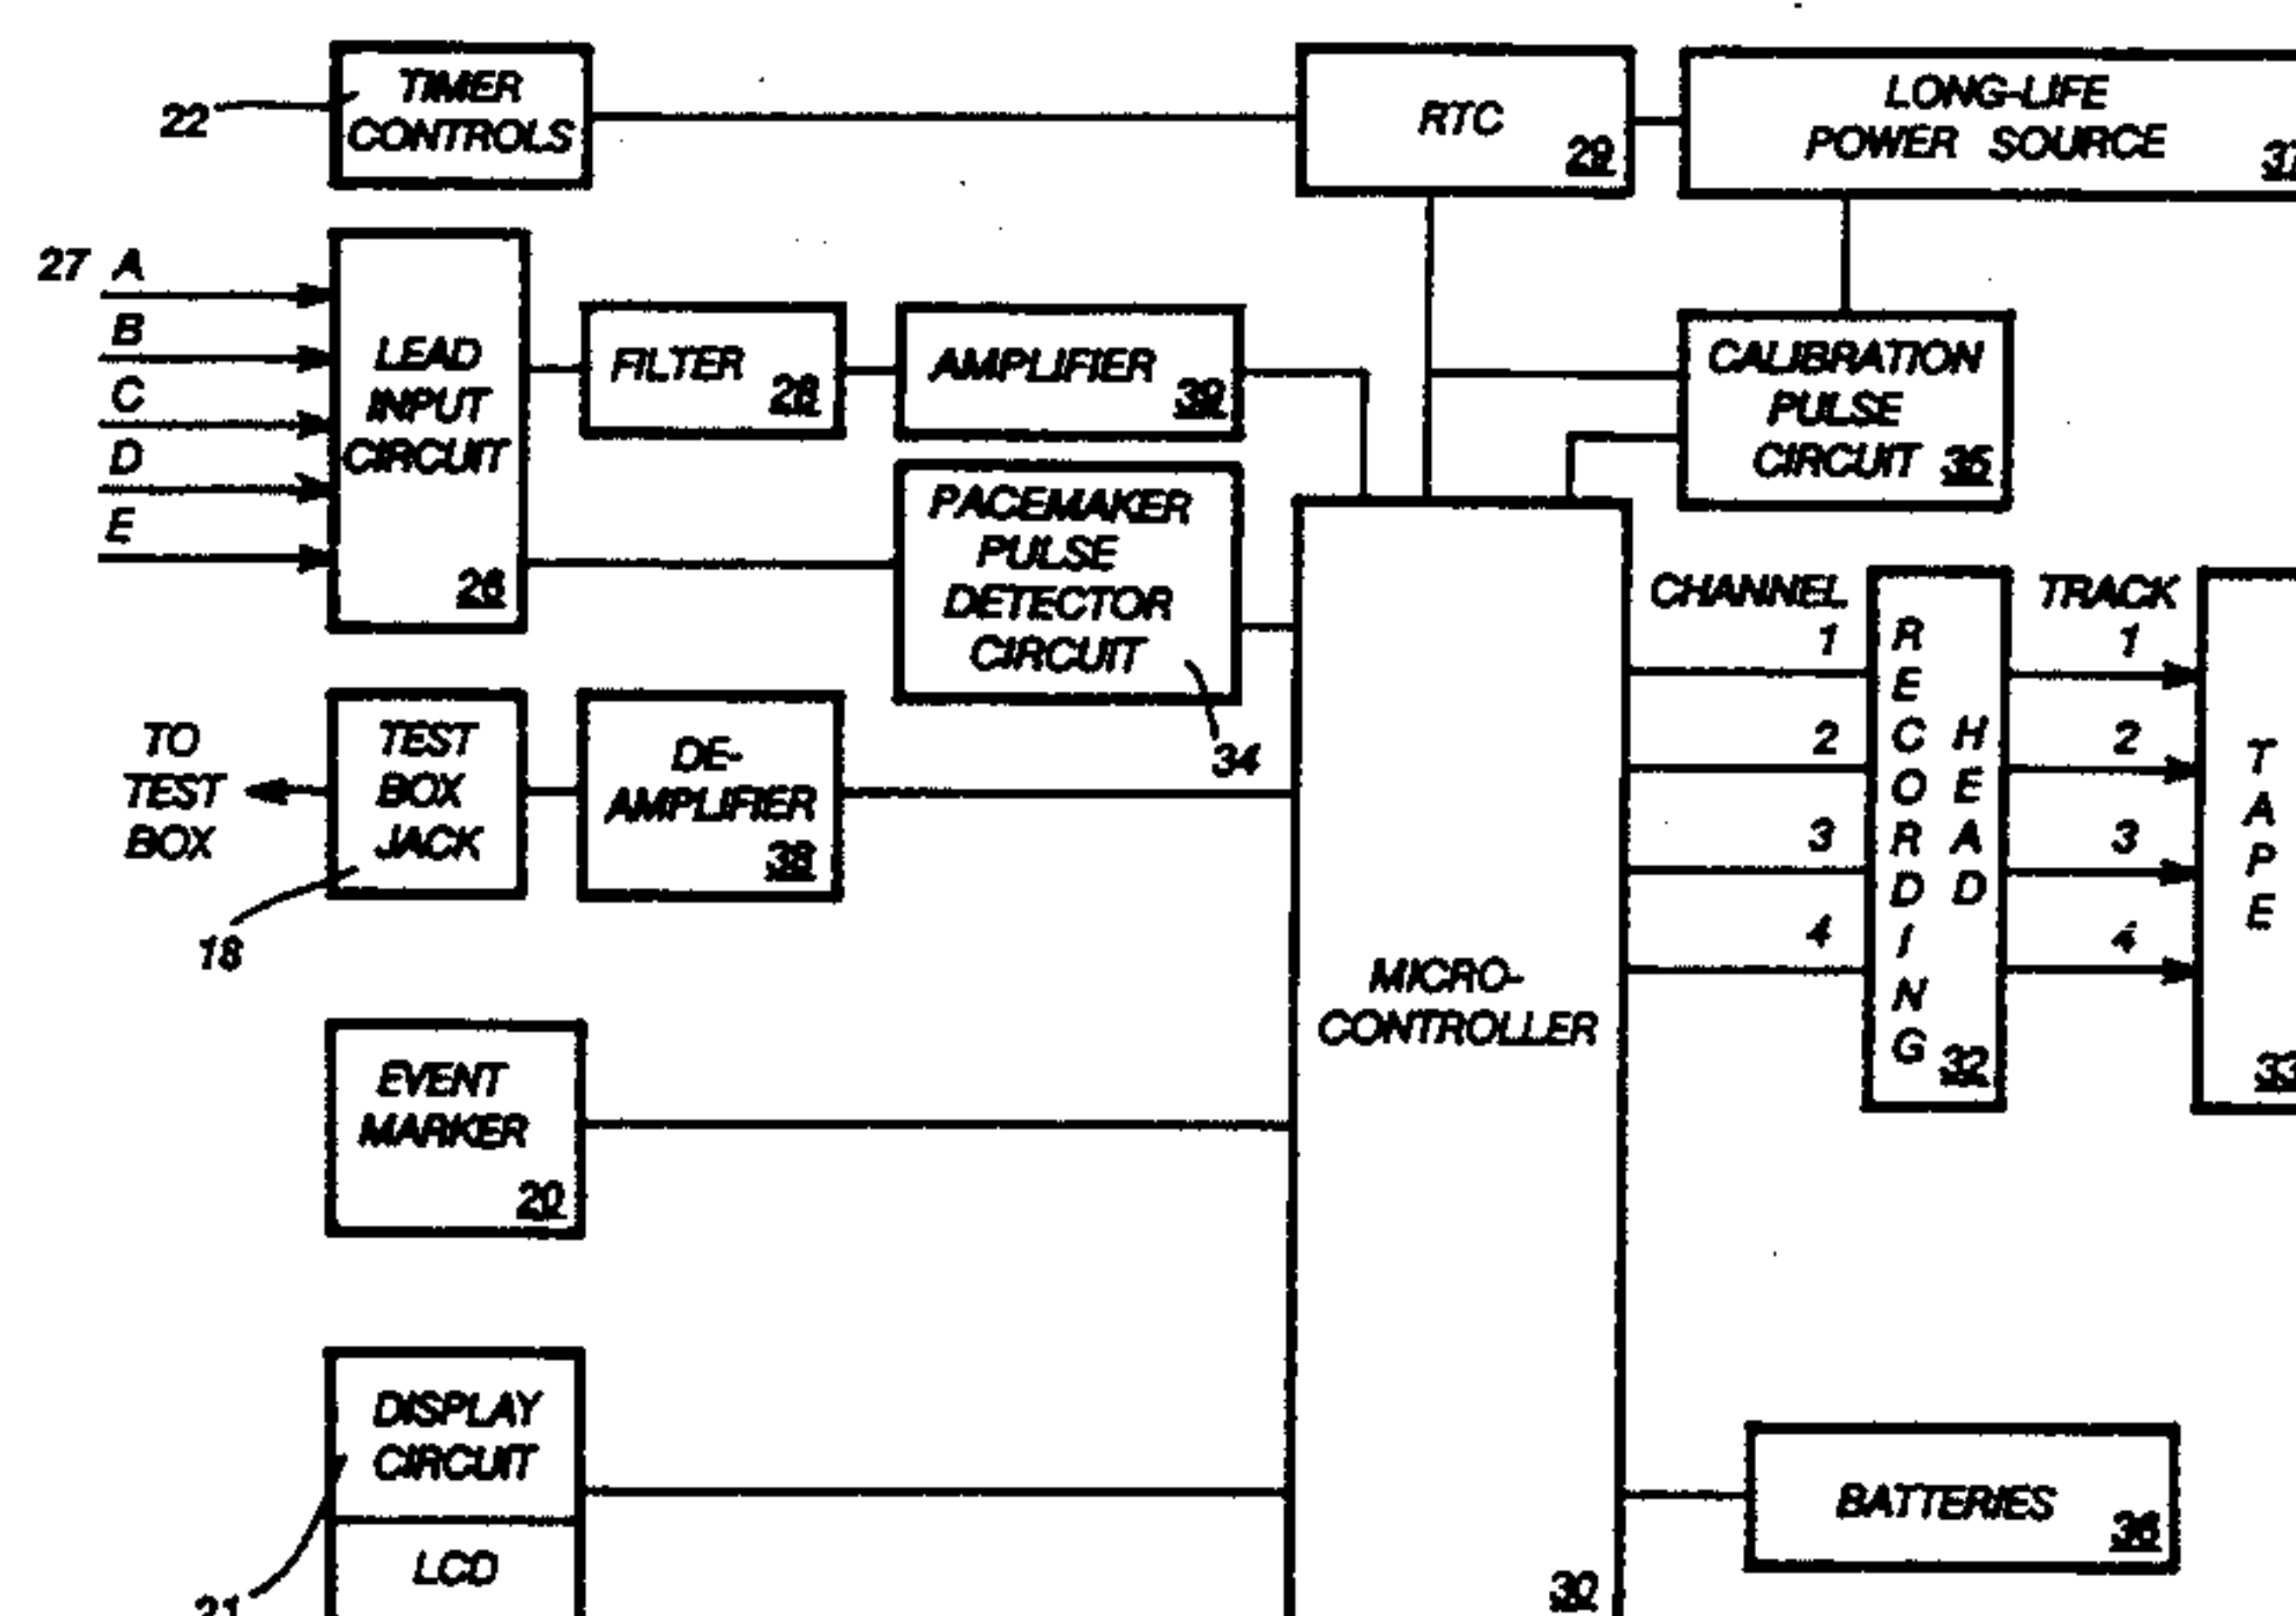 TIMER
CONTROLS
22
RTC
29
LONG-LIFE
POWER SOURCE
27 A
B
C
D
E
LEAD
INPUT
CIRCUIT
26
FILTER
28
AMPLIFIER
39
CALIBRATION
PULSE
CIRCUIT 35
PACEMAKER
PULSE
DETECTOR
CIRCUIT
34
TO
TEST
BOX
TEST
BOX
JACK
18
DE-
AMPLIFIER
38
CHANNEL
1
2
3
4
RECORDING
HEAD
32
TRACK
1
2
3
4
TAPE
33
MICRO-
CONTROLLER
30
EVENT
MARKER
20
DISPLAY
CIRCUIT
LCD
BATTERIES
36